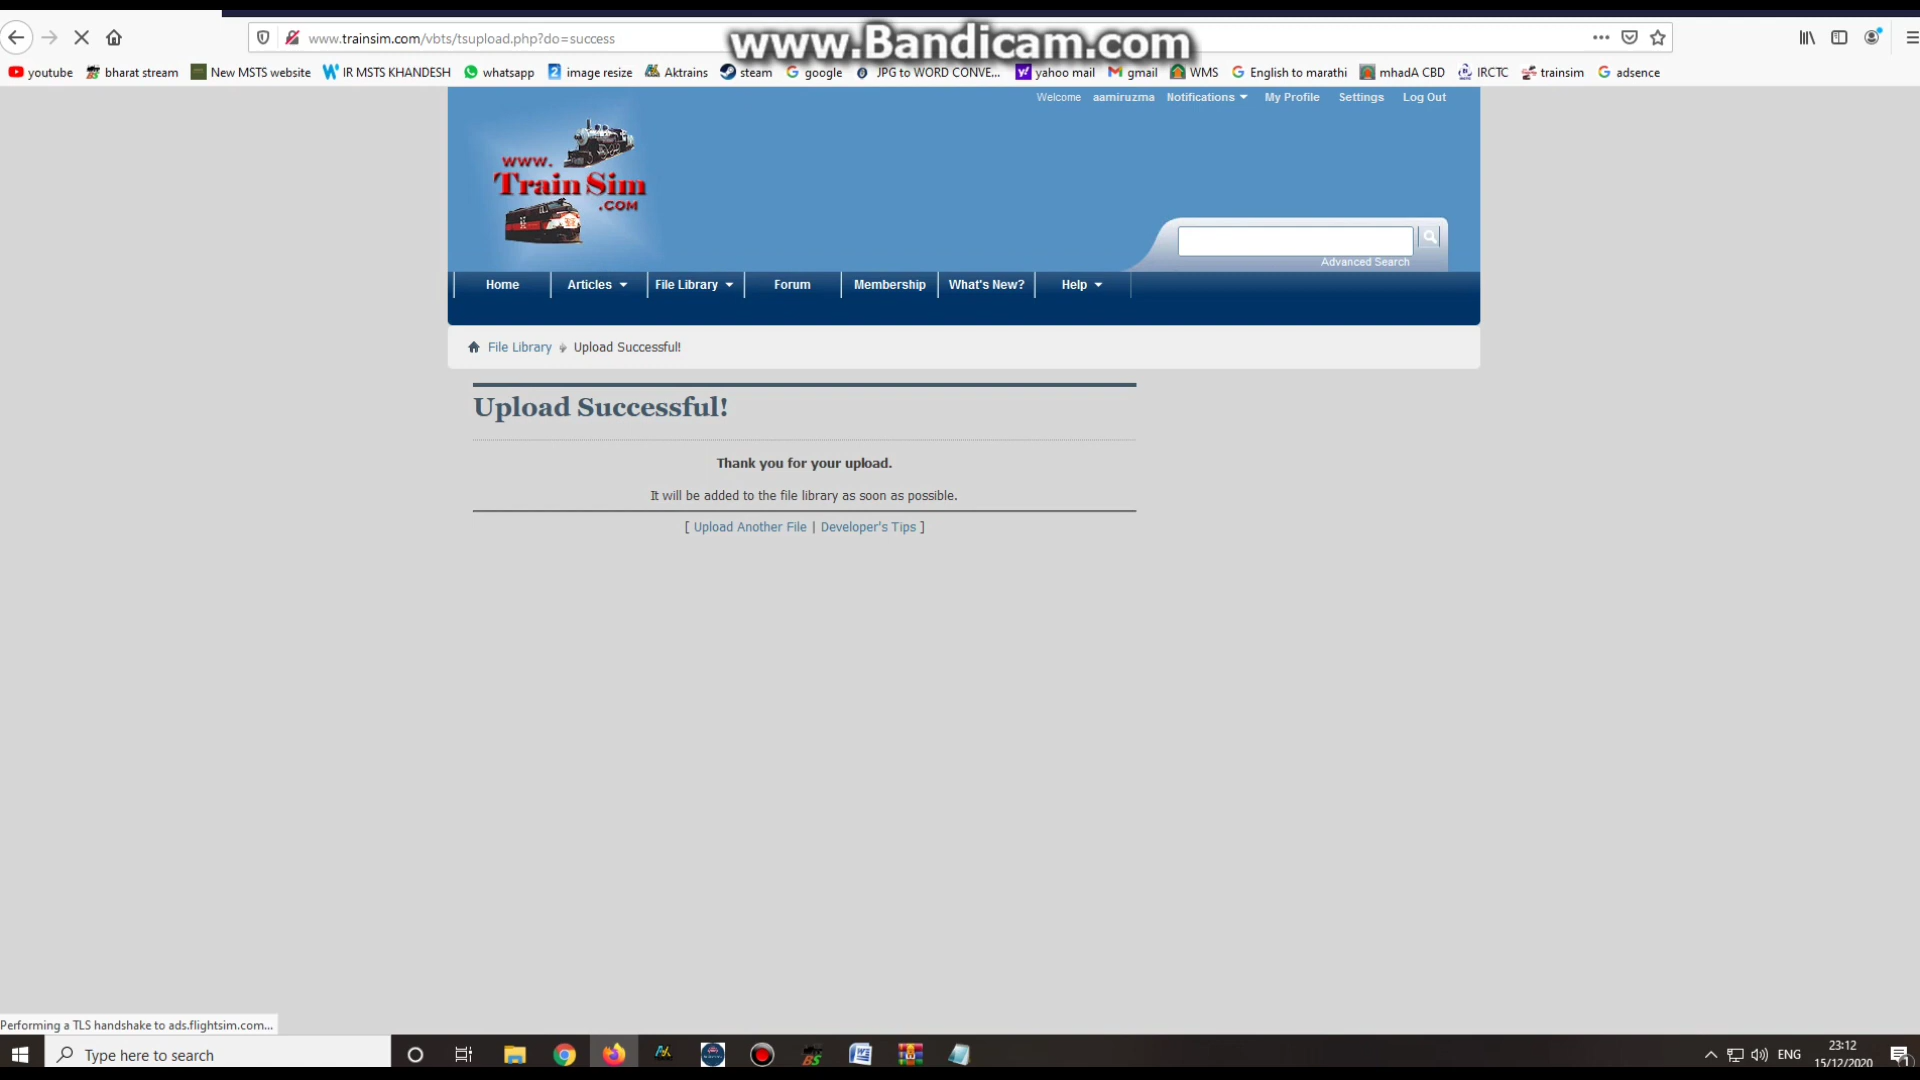 www.trainsim.com/vbts/tsupload.php?do=success
www.Bandicam.com
youtube bharat stream New MSTS website IR MSTS KHANDESH whatsapp image resize Aktrains steam google JPG to WORD CONVE... yahoo mail gmail WMS English to marathi mhadA CBD IRCTC trainsim adsence
Welcome aamiruzma Notifications My Profile Settings Log Out
www.
Train Sim
.COM
Advanced Search
Home Articles File Library Forum Membership What's New? Help
File Library Upload Successful!
Upload Successful!
Thank you for your upload.
It will be added to the file library as soon as possible.
[ Upload Another File | Developer's Tips ]
Performing a TLS handshake to ads.flightsim.com...
Type here to search
ENG
23:12
15/12/2020